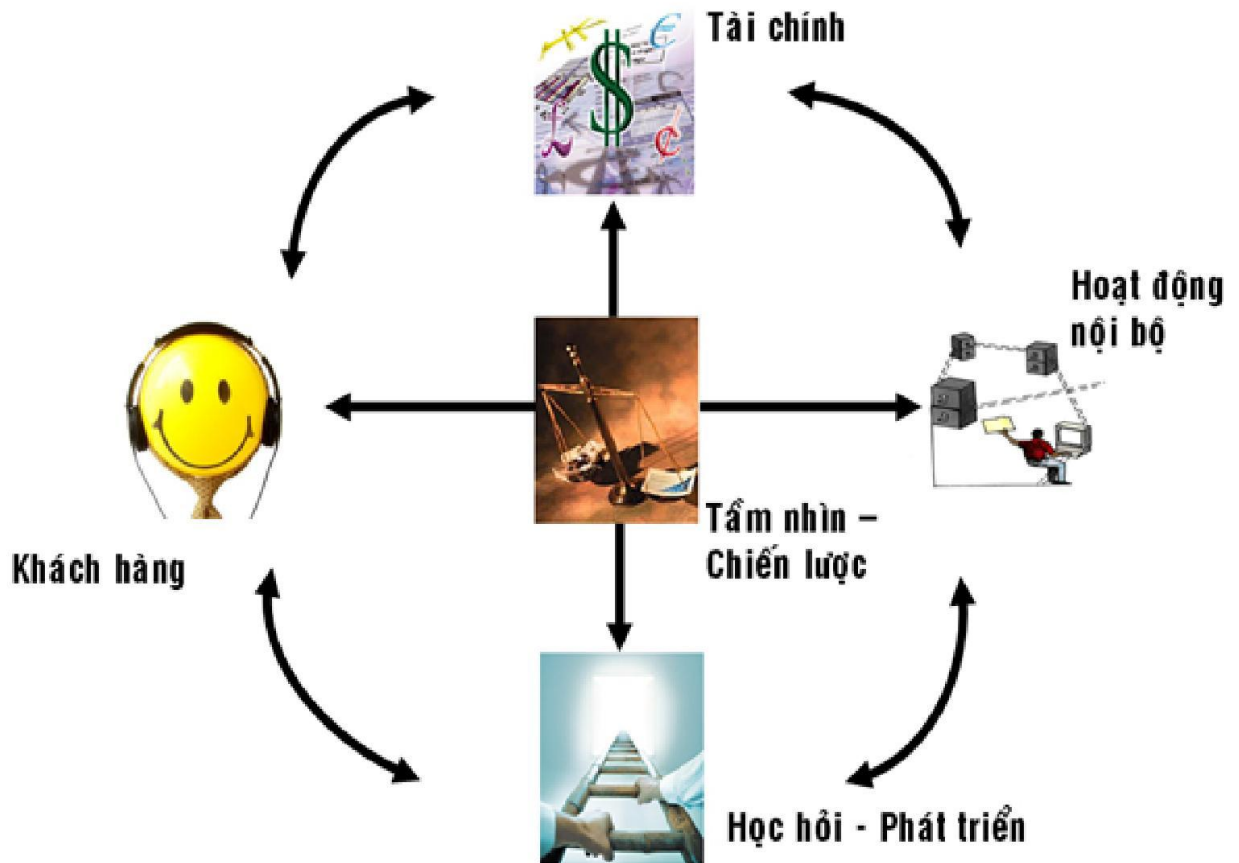 Tài chính
Hoạt động
nội bộ
Tầm nhìn –
Chiến lược
Khách hàng
Học hỏi - Phát triển